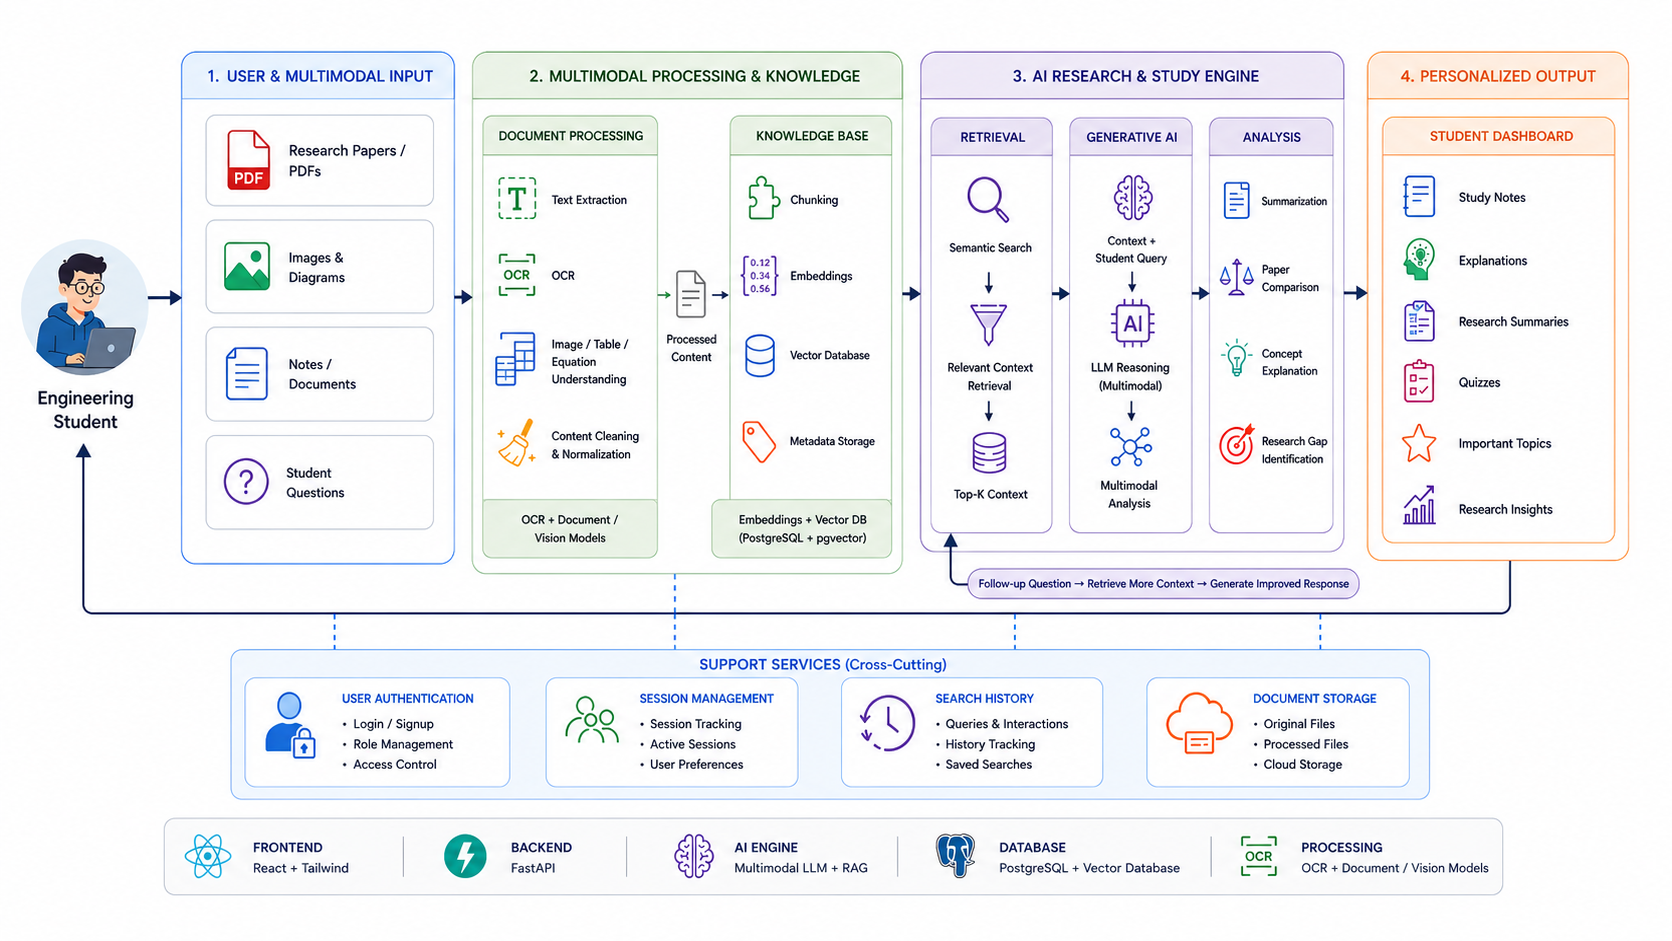 Engineering
Student
1. USER & MULTIMODAL INPUT
PDF
Research Papers /
PDFs
Images &
Diagrams
Notes /
Documents
?
Student
Questions
2. MULTIMODAL PROCESSING & KNOWLEDGE
DOCUMENT PROCESSING
T
Text Extraction
OCR
OCR
Image / Table /
Equation
Understanding
Content Cleaning
& Normalization
OCR + Document /
Vision Models
Processed
Content
KNOWLEDGE BASE
Chunking
0.12
0.34
0.56
Embeddings
Vector Database
Metadata Storage
Embeddings + Vector DB
(PostgreSQL + pgvector)
3. AI RESEARCH & STUDY ENGINE
RETRIEVAL
Semantic Search
Relevant Context
Retrieval
Top-K Context
GENERATIVE AI
Context +
Student Query
AI
LLM Reasoning
(Multimodal)
Multimodal
Analysis
ANALYSIS
Summarization
Paper
Comparison
Concept
Explanation
Research Gap
Identification
Follow-up Question → Retrieve More Context → Generate Improved Response
4. PERSONALIZED OUTPUT
STUDENT DASHBOARD
Study Notes
Explanations
Research Summaries
Quizzes
Important Topics
Research Insights
SUPPORT SERVICES (Cross-Cutting)
USER AUTHENTICATION
• Login / Signup
• Role Management
• Access Control
SESSION MANAGEMENT
• Session Tracking
• Active Sessions
• User Preferences
SEARCH HISTORY
• Queries & Interactions
• History Tracking
• Saved Searches
DOCUMENT STORAGE
• Original Files
• Processed Files
• Cloud Storage
FRONTEND
React + Tailwind
BACKEND
FastAPI
AI ENGINE
Multimodal LLM + RAG
DATABASE
PostgreSQL + Vector Database
OCR
PROCESSING
OCR + Document / Vision Models